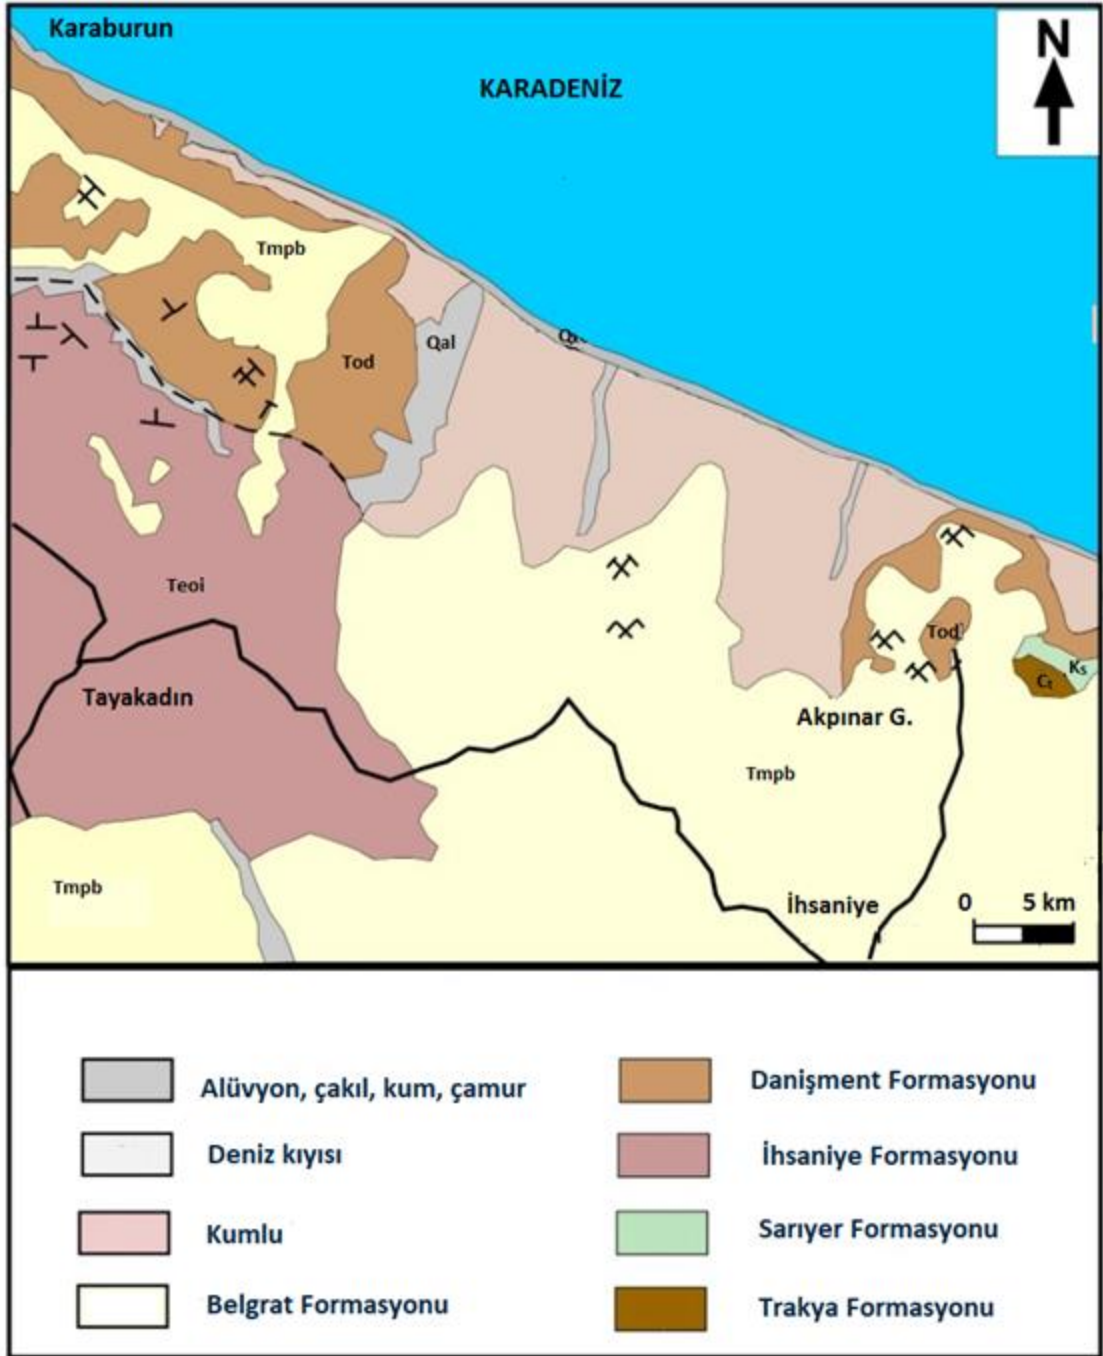 Karaburun
KARADENİZ
N
Tmpb
Qal
Tod
Teoi
Tod
Ks
Ct
Tayakadın
Akpınar G.
Tmpb
Tmpb
İhsaniye
0 5 km
Alüvyon, çakıl, kum, çamur
Danişment Formasyonu
Deniz kıyısı
İhsaniye Formasyonu
Kumlu
Sarıyer Formasyonu
Belgrat Formasyonu
Trakya Formasyonu